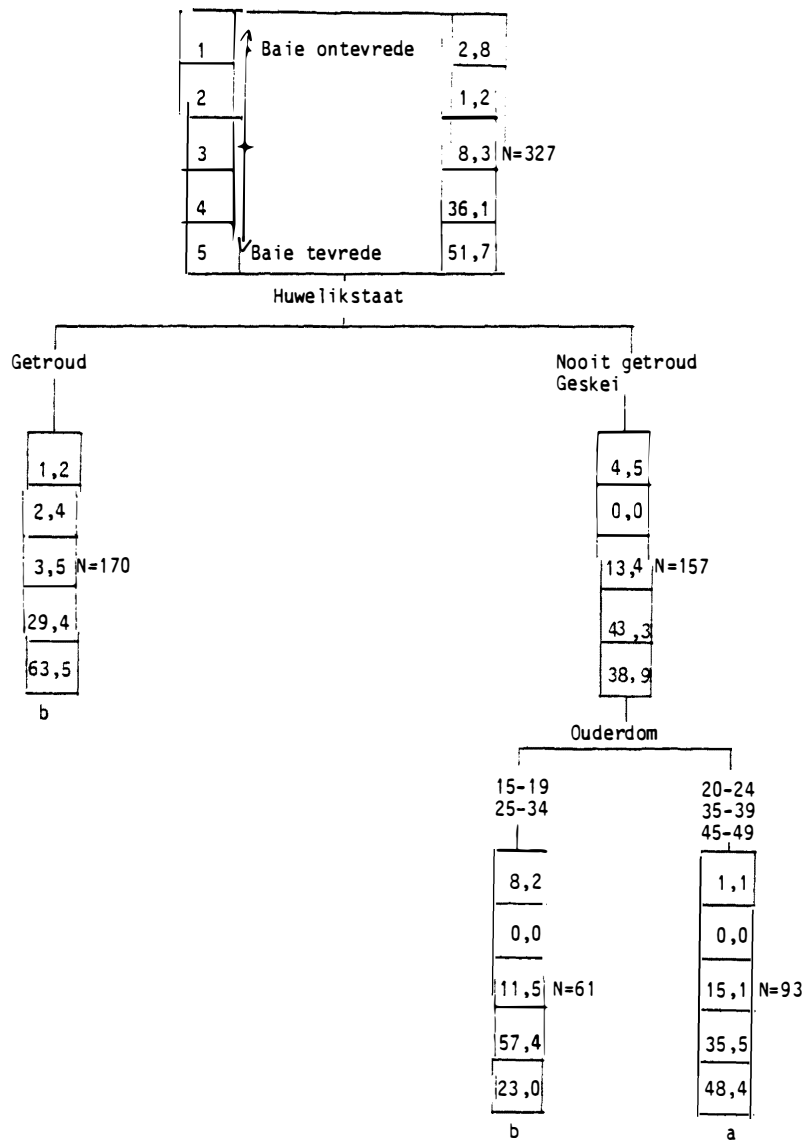 1 Baie ontevrede 2,8
2 1,2
3 8,3 N=327
4 36,1
5 Baie tevrede 51,7
Huwelikstaat
Getroud
Nooit getroud
Geskei
1,2
2,4
3,5 N=170
29,4
63,5
b
4,5
0,0
13,4 N=157
43,3
38,9
Ouderdom
15-19
25-34
8,2
0,0
11,5 N=61
57,4
23,0
b
20-24
35-39
45-49
1,1
0,0
15,1 N=93
35,5
48,4
a